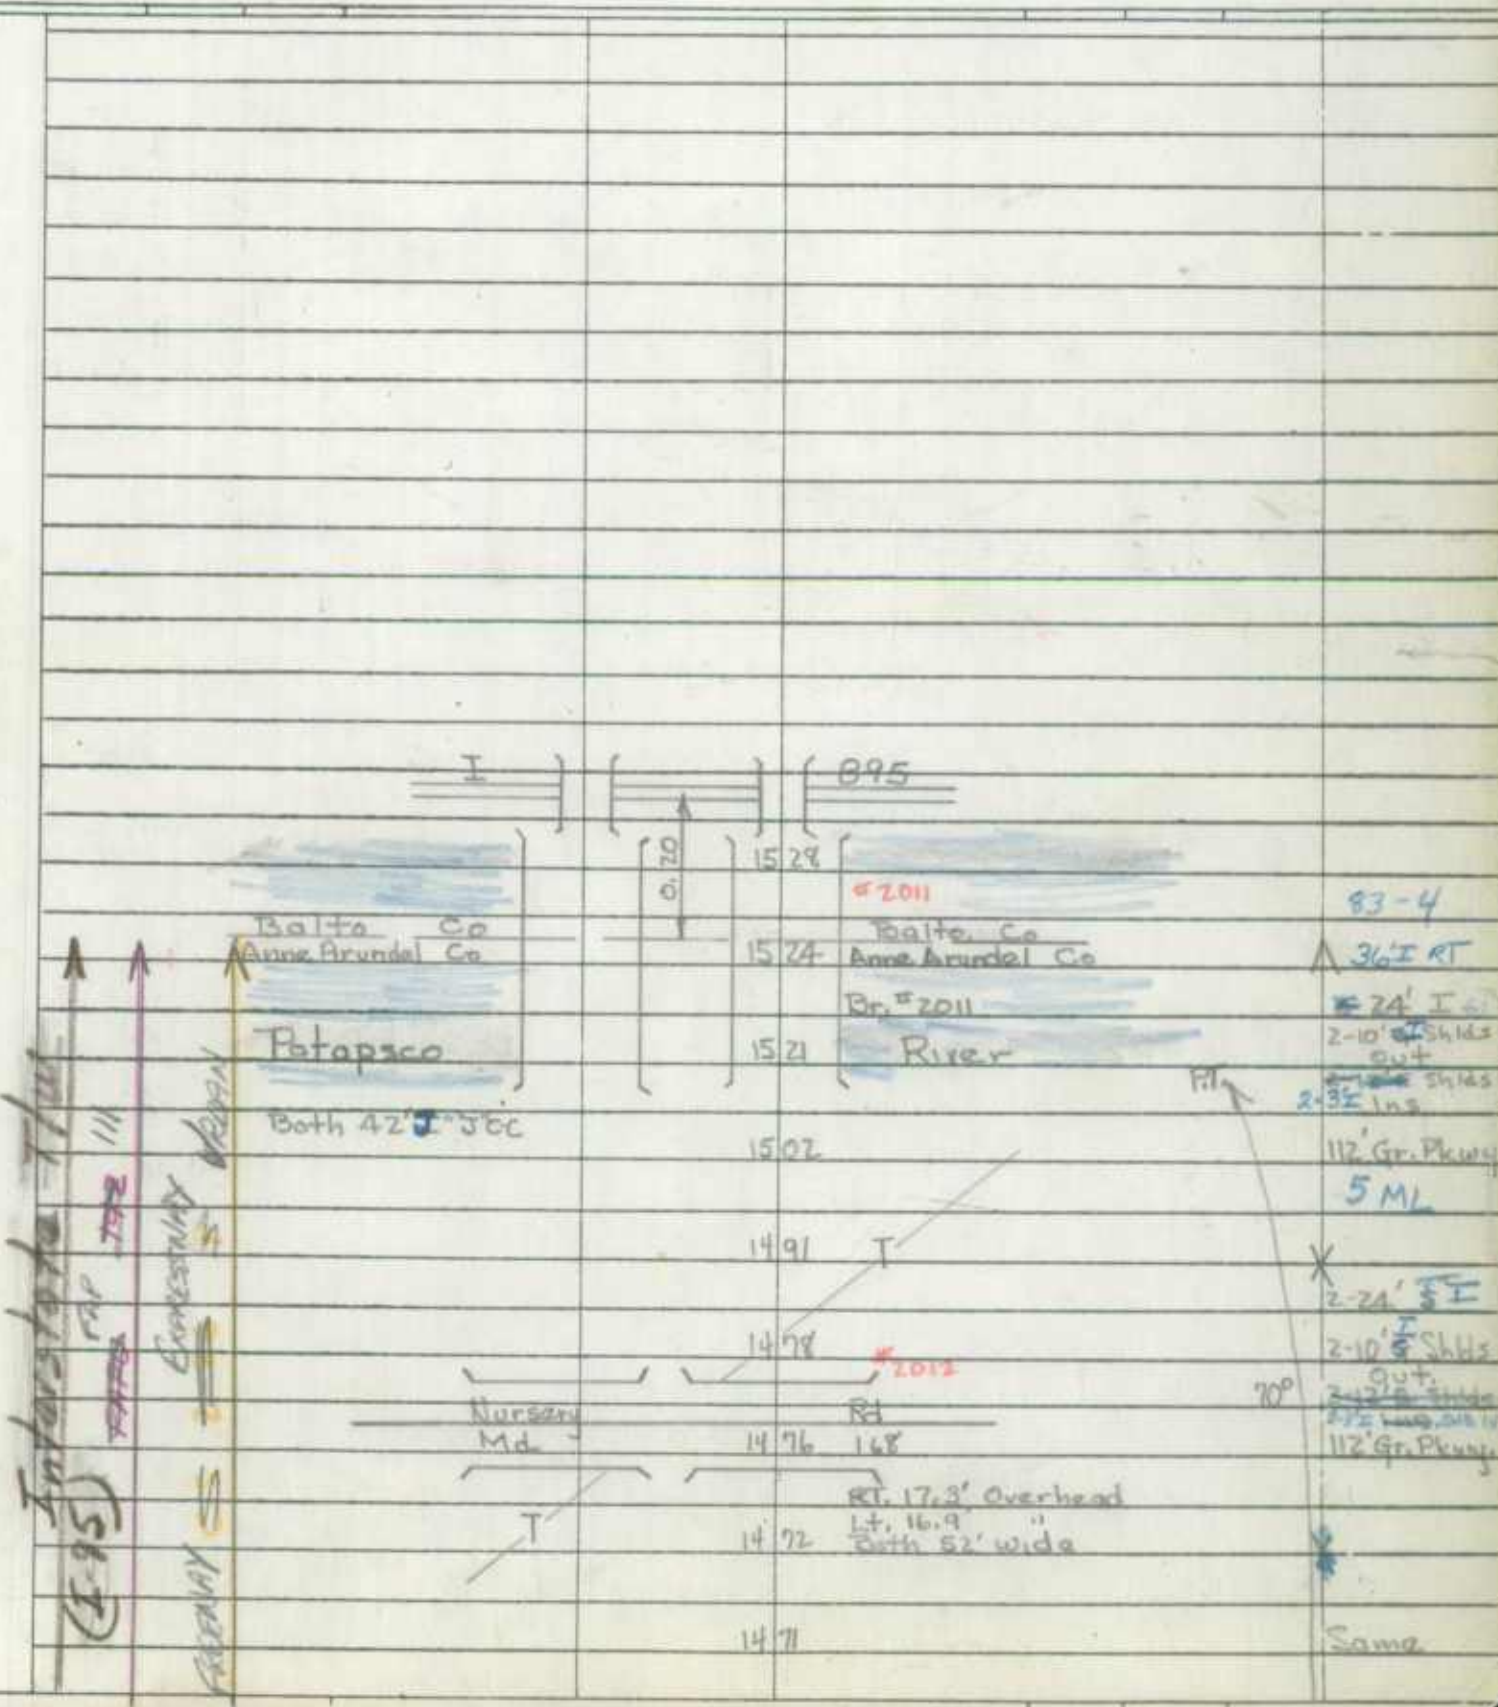 I 895
0.20
15 28
#2011
83-4
Balto Co Balto. Co
Anne Arundel Co 15 24 Anne Arundel Co
36' I RT
Br. #2011
24' I
2-10' I Shlds
out
Potapsco 15 21 River
P.T.
Shlds
2-3' I Ins
Both 42' I
15 02
112' Gr. Pkwy
5 ML
14 91 T
2-24' I
14 78
2-10' I Shlds
out.
#2012
70°
Nursery Rd
Md. 14 76 168
112' Gr. Pkwy.
RT. 17.3' Overhead
Lt. 16.9' "
T 14 72 Both 52' wide
14 71 Same
Interstate
(I-95)
FAP
111
EXPRESSWAY
URBAN
FREEWAY
S